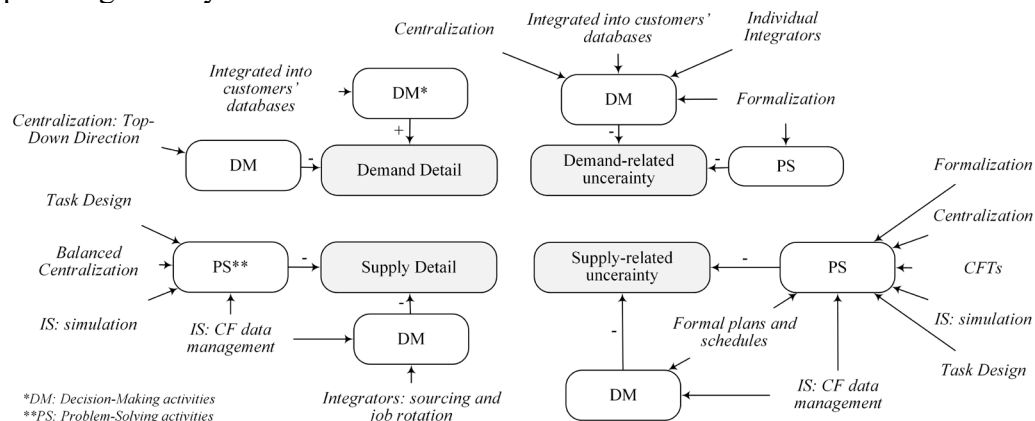 Centralization
Integrated into customers'
databases
Individual
Integrators
Integrated into
customers'
databases
DM*
DM
Formalization
Centralization: Top-
Down Direction
+
-
DM
-
Demand Detail
Demand-related
uncerainty
-
PS
Formalization
Task Design
Centralization
Balanced
Centralization
PS**
-
Supply Detail
Supply-related
uncerainty
-
PS
CFTs
IS: simulation
IS: CF data
management
-
DM
-
Formal plans and
schedules
IS: simulation
Task Design
DM
IS: CF data
management
Integrators: sourcing and
job rotation
*DM: Decision-Making activities
**PS: Problem-Solving activities